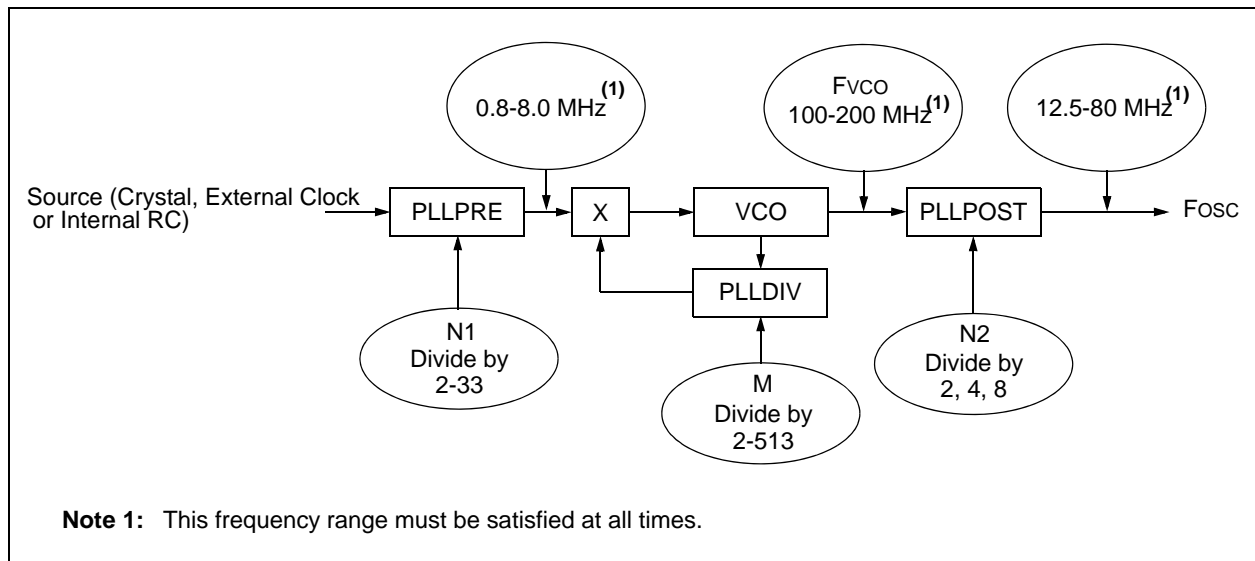 0.8-8.0 MHz(1)
FVCO
100-200 MHz(1)
12.5-80 MHz(1)
Source (Crystal, External Clock
or Internal RC)
PLLPRE
X
VCO
PLLPOST
FOSC
PLLDIV
N1
Divide by
2-33
M
Divide by
2-513
N2
Divide by
2, 4, 8
Note 1: This frequency range must be satisfied at all times.